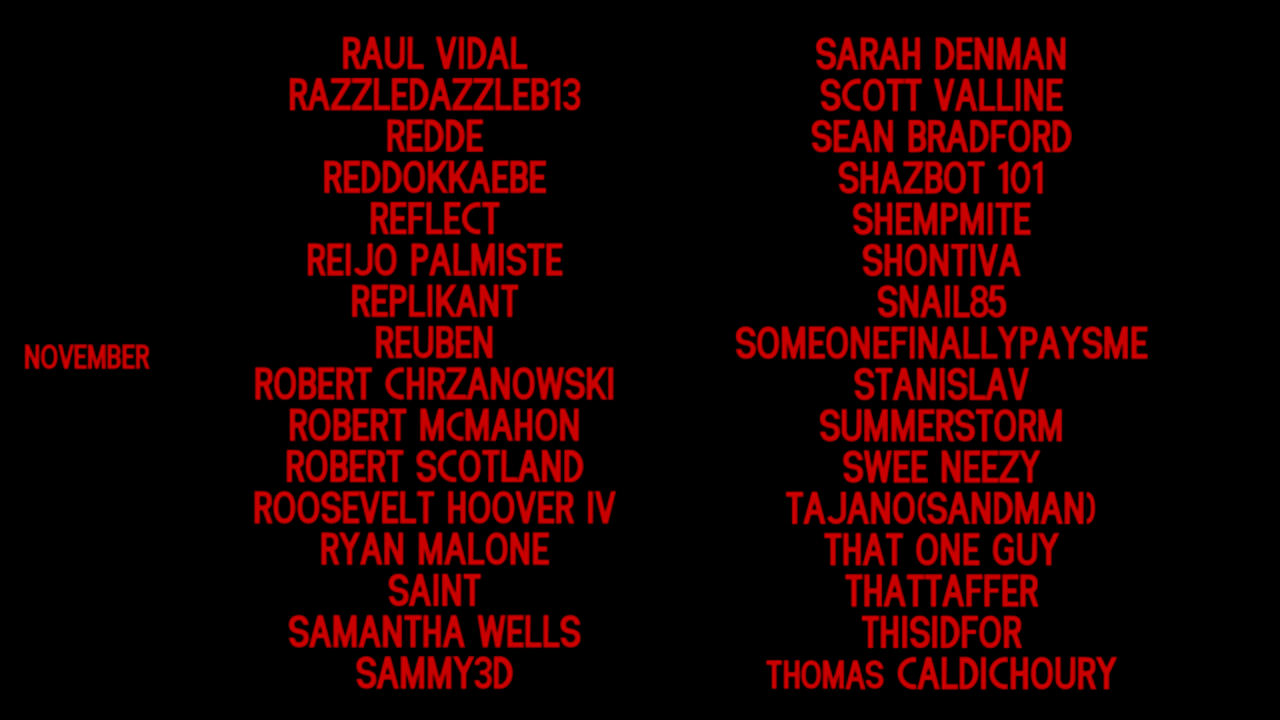 NOVEMBER
RAUL VIDAL
RAZZLEDAZZLEB13
REDDE
REDDOKKAEBE
REFLECT
REIJO PALMISTE
REPLIKANT
REUBEN
ROBERT CHRZANOWSKI
ROBERT McMAHON
ROBERT SCOTLAND
ROOSEVELT HOOVER IV
RYAN MALONE
SAINT
SAMANTHA WELLS
SAMMY3D
SARAH DENMAN
SCOTT VALLINE
SEAN BRADFORD
SHAZBOT 101
SHEMPMITE
SHONTIVA
SNAIL85
SOMEONEFINALLYPAYSME
STANISLAV
SUMMERSTORM
SWEE NEEZY
TAJANO(SANDMAN)
THAT ONE GUY
THATTAFFER
THISIDFOR
THOMAS CALDICHOURY